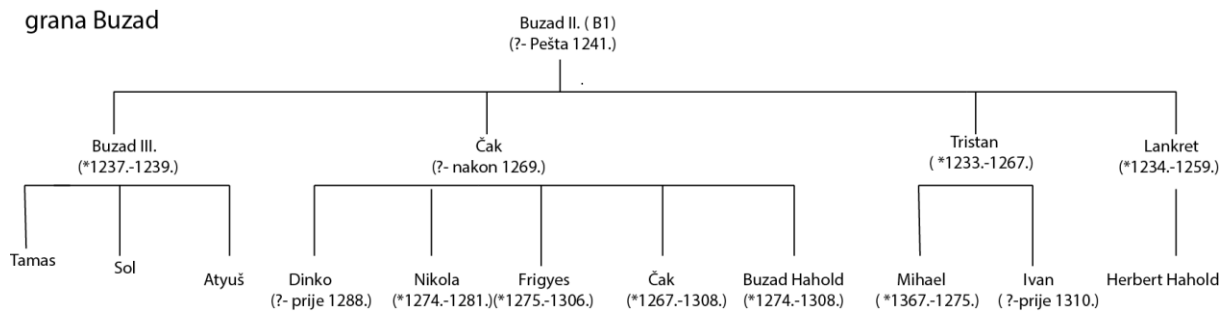 grana Buzad
Buzad II. ( B1)
(?- Pešta 1241.)
Buzad III.
(*1237.-1239.)
Čak
(?- nakon 1269.)
Tristan
( *1233.-1267.)
Lankret
(*1234.-1259.)
Tamas
Sol
Atyuš
Dinko
(?- prije 1288.)
Nikola
(*1274.-1281.)
Frigyes
(*1275.-1306.)
Čak
(*1267.-1308.)
Buzad Hahold
(*1274.-1308.)
Mihael
( *1367.-1275.)
Ivan
( ?-prije 1310.)
Herbert Hahold